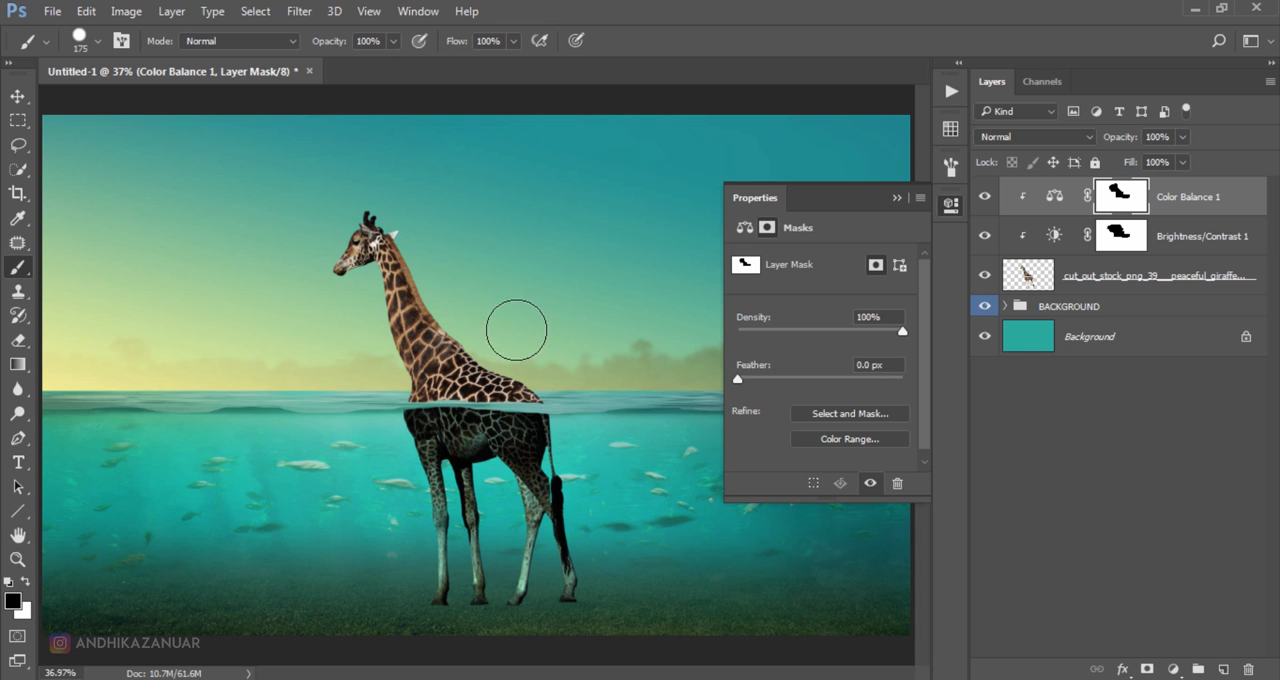 Ps File Edit Image Layer Type Select Filter 3D View Window Help
175 Mode: Normal Opacity: 100% Flow: 100%
Untitled-1 @ 37% (Color Balance 1, Layer Mask/8) * ×
Layers Channels
Kind T
Normal Opacity: 100%
Lock: Fill: 100%
Color Balance 1
Brightness/Contrast 1
cut_out_stock_png_39___peaceful_giraffe...
BACKGROUND
Background
Properties
Masks
Layer Mask
Density: 100%
Feather: 0.0 px
Refine: Select and Mask...
Color Range...
T
ANDHIKAZANUAR
36.97% Doc: 10.7M/61.6M
fx